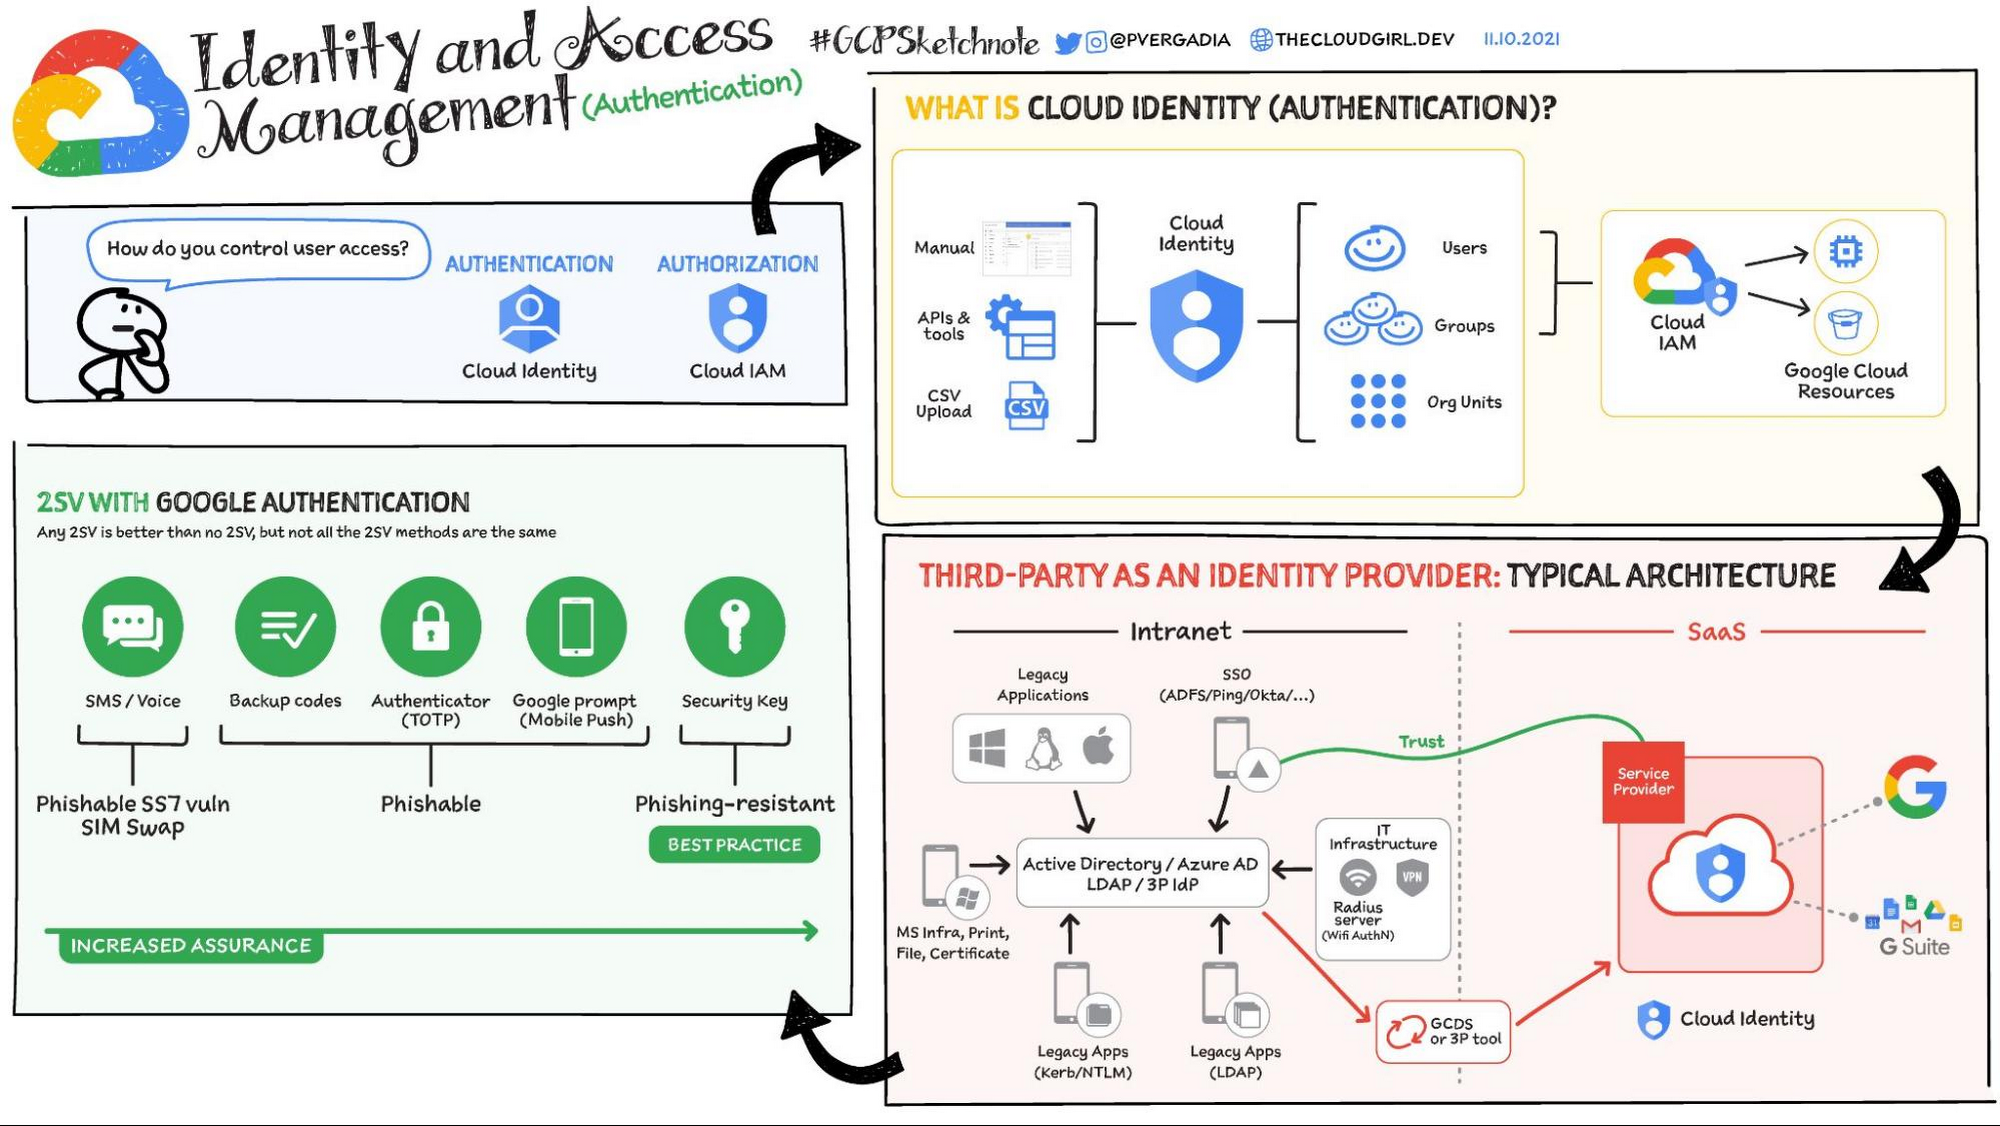 Identity and Access
Management (Authentication)
#GCPSketchnote @PVERGADIA THECLOUDGIRL.DEV 11.10.2021
How do you control user access?
AUTHENTICATION
Cloud Identity
AUTHORIZATION
Cloud IAM
WHAT IS CLOUD IDENTITY (AUTHENTICATION)?
Manual
APIs &
tools
CSV
Upload
CSV
Cloud
Identity
Users
Groups
Org Units
Cloud
IAM
Google Cloud
Resources
THIRD-PARTY AS AN IDENTITY PROVIDER: TYPICAL ARCHITECTURE
Intranet
SaaS
Legacy
Applications
SSO
(ADFS/Ping/Okta/...)
Trust
Service
Provider
Active Directory / Azure AD
LDAP / 3P IdP
IT
Infrastructure
VPN
Radius
server
(Wifi AuthN)
MS Infra, Print,
File, Certificate
Legacy Apps
(Kerb/NTLM)
Legacy Apps
(LDAP)
GCDS
or 3P tool
G Suite
Cloud Identity
2SV WITH GOOGLE AUTHENTICATION
Any 2SV is better than no 2SV, but not all the 2SV methods are the same
SMS / Voice
Backup codes
Authenticator
(TOTP)
Google prompt
(Mobile Push)
Security Key
Phishable SS7 vuln
SIM Swap
Phishable
Phishing-resistant
BEST PRACTICE
INCREASED ASSURANCE